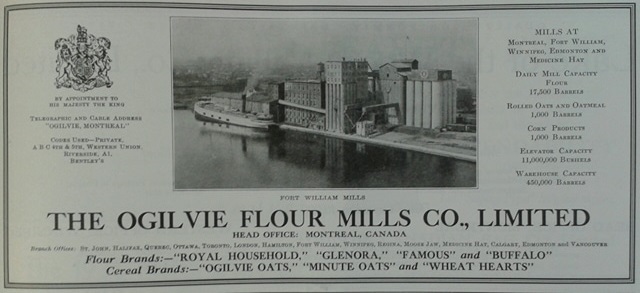 BY APPOINTMENT TO
HIS MAJESTY THE KING
TELEGRAPHIC AND CABLE ADDRESS
"OGILVIE, MONTREAL"
CODES USED—PRIVATE,
A B C 4TH & 5TH, WESTERN UNION,
RIVERSIDE, A1,
BENTLEY'S
MILLS AT
MONTREAL, FORT WILLIAM,
WINNIPEG, EDMONTON AND
MEDICINE HAT
DAILY MILL CAPACITY
FLOUR
17,500 BARRELS
ROLLED OATS AND OATMEAL
1,000 BARRELS
CORN PRODUCTS
1,000 BARRELS
ELEVATOR CAPACITY
11,000,000 BUSHELS
WAREHOUSE CAPACITY
450,000 BARRELS
FORT WILLIAM MILLS
THE OGILVIE FLOUR MILLS CO., LIMITED
HEAD OFFICE: MONTREAL, CANADA
Branch Offices: ST. JOHN, HALIFAX, QUEBEC, OTTAWA, TORONTO, LONDON, HAMILTON, FORT WILLIAM, WINNIPEG, REGINA, MOOSE JAW, MEDICINE HAT, CALGARY, EDMONTON and VANCOUVER
Flour Brands:—"ROYAL HOUSEHOLD," "GLENORA," "FAMOUS" and "BUFFALO"
Cereal Brands:—"OGILVIE OATS," "MINUTE OATS" and "WHEAT HEARTS"